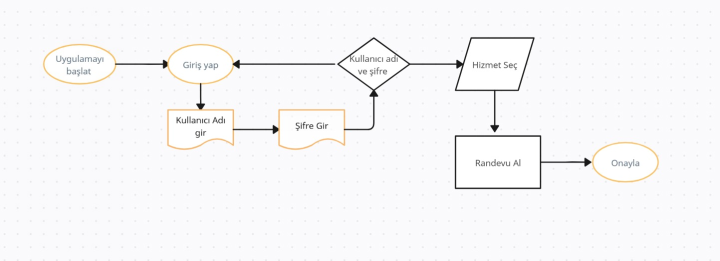 Uygulamayı
başlat
Giriş yap
Kullanıcı Adı
gir
Şifre Gir
Kullanıcı adı
ve şifre
Hizmet Seç
Randevu Al
Onayla